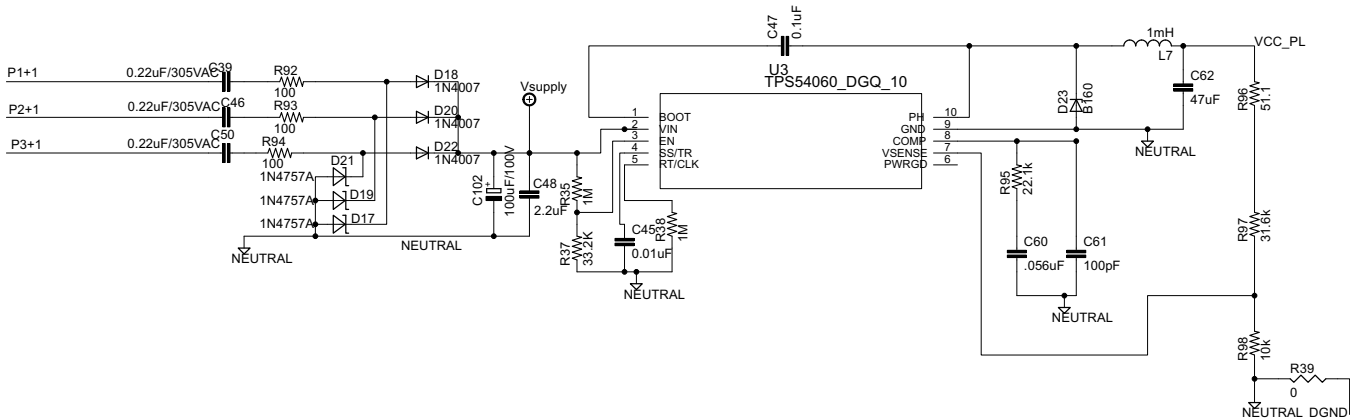 C47
0.1uF
1mH
L7
VCC_PL
U3
TPS54060_DGQ_10
P1+1
0.22uF/305VAC
C39
R92
100
D18
1N4007
P2+1
0.22uF/305VAC
C46
R93
100
D20
1N4007
P3+1
0.22uF/305VAC
C50
R94
100
D22
1N4007
Vsupply
1 BOOT
2 VIN
3 EN
4 SS/TR
5 RT/CLK
PH 10
GND 9
COMP 8
VSENSE 7
PWRGD 6
D23
B160
C62
47uF
R96
51.1
NEUTRAL
1N4757A
D21
1N4757A
D19
1N4757A
D17
C102
+
100uF/100V
C48
2.2uF
R35
1M
R37
33.2K
C45
0.01uF
R38
1M
R95
22.1k
C60
.056uF
C61
100pF
R97
31.6k
NEUTRAL
NEUTRAL
NEUTRAL
NEUTRAL
R98
10k
R39
0
NEUTRAL
DGND